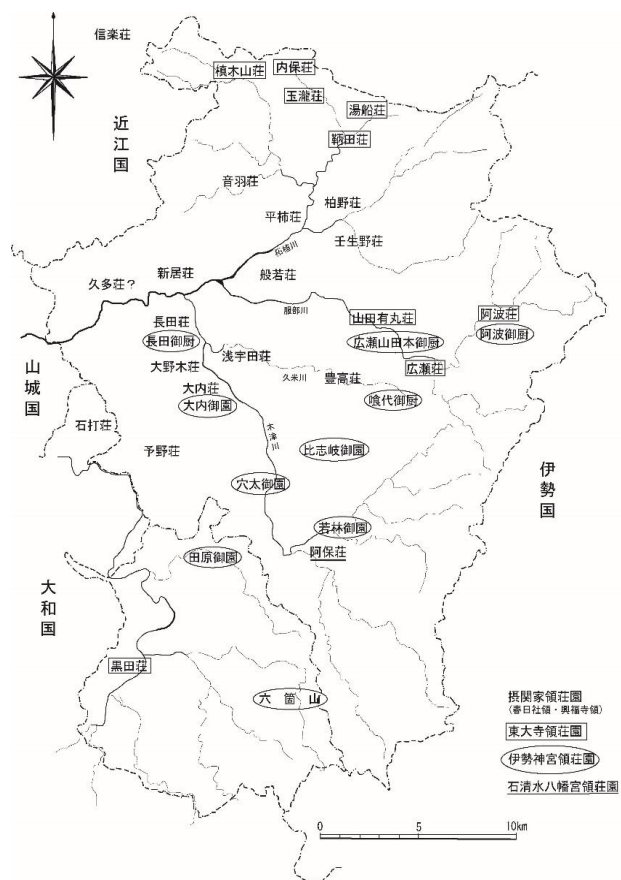 信楽荘
槙木山荘
内保荘
玉瀧荘
湯船荘
鞆田荘
近江国
音羽荘
柏野荘
平柿荘
壬生野荘
柘植川
新居荘
般若荘
久多荘？
服部川
山田有丸荘
阿波荘
長田荘
長田御厨
広瀬山田本御厨
阿波御厨
浅宇田荘
大野木荘
広瀬荘
山城国
久米川
豊高荘
大内荘
大内御園
喰代御厨
石打荘
木津川
予野荘
比志岐御園
伊勢国
穴太御園
若林御園
田原御園
阿保荘
大和国
黒田荘
六箇山
摂関家領荘園
（春日社領・興福寺領）
東大寺領荘園
伊勢神宮領荘園
石清水八幡宮領荘園
0 5 10km